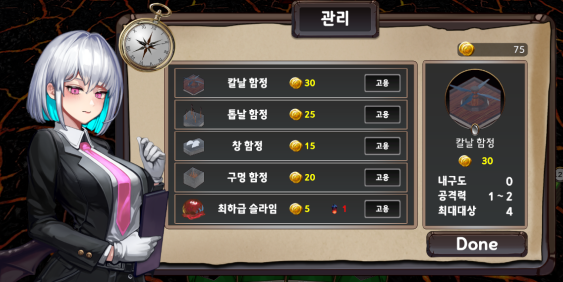 관리
75
칼날 함정 30 고용
톱날 함정 25 고용
창 함정 15 고용
구멍 함정 20 고용
최하급 슬라임 5 1 고용
칼날 함정
30
내구도 0
공격력 1 ~ 2
최대대상 4
Done